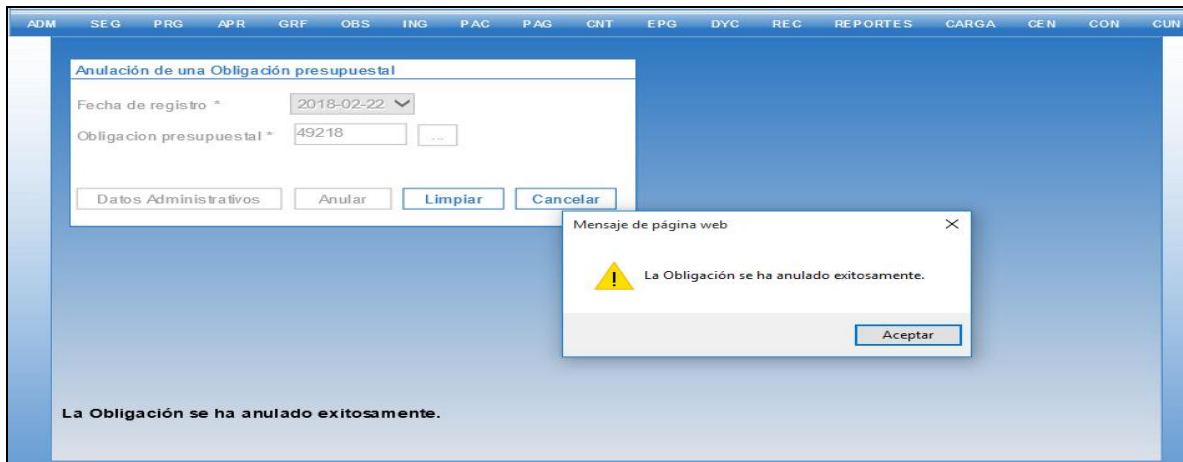 ADM SEG PRG APR GRF OBS ING PAC PAG CNT EPG DYC REC REPORTES CARGA CEN CON CUN
Anulación de una Obligación presupuestal
Fecha de registro * 2018-02-22
Obligacion presupuestal * 49218 ...
Datos Administrativos Anular Limpiar Cancelar
Mensaje de página web
La Obligación se ha anulado exitosamente.
Aceptar
La Obligación se ha anulado exitosamente.